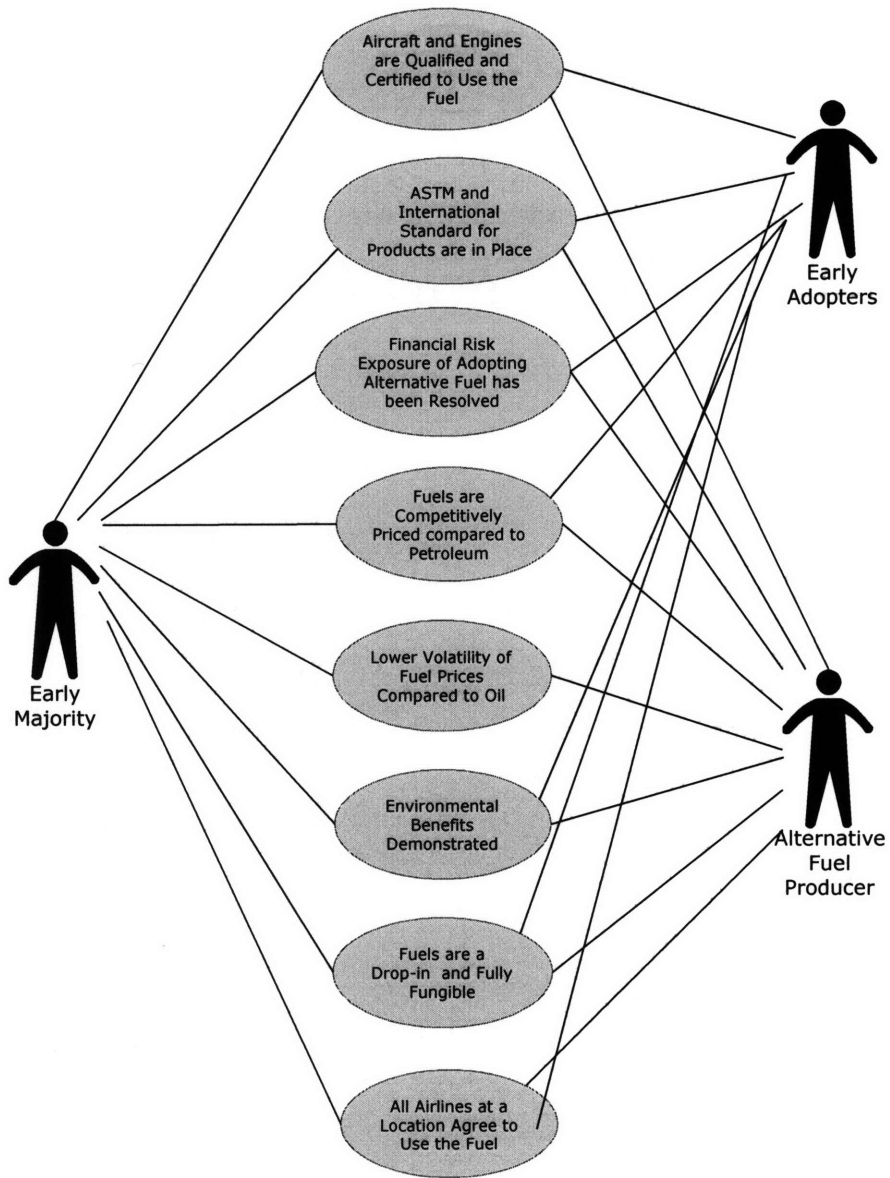 Aircraft and Engines
are Qualified and
Certified to Use the
Fuel
ASTM and
International
Standard for
Products are in Place
Early
Adopters
Financial Risk
Exposure of Adopting
Alternative Fuel has
been Resolved
Fuels are
Competitively
Priced compared to
Petroleum
Lower Volatility of
Fuel Prices
Compared to Oil
Early
Majority
Environmental
Benefits
Demonstrated
Alternative
Fuel
Producer
Fuels are a
Drop-in and Fully
Fungible
All Airlines at a
Location Agree to
Use the Fuel